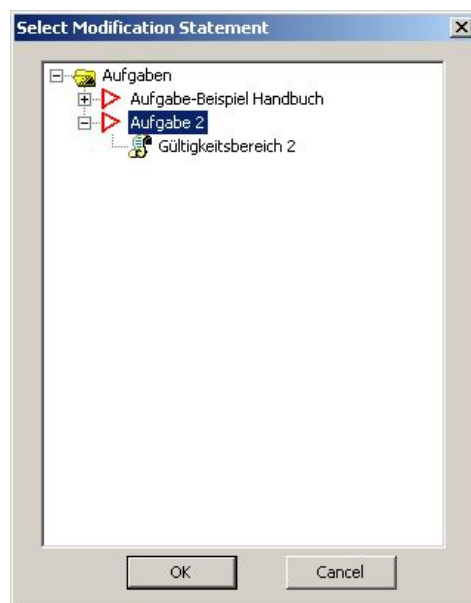 Select Modification Statement
Aufgaben
Aufgabe-Beispiel Handbuch
Aufgabe 2
Gültigkeitsbereich 2
OK Cancel